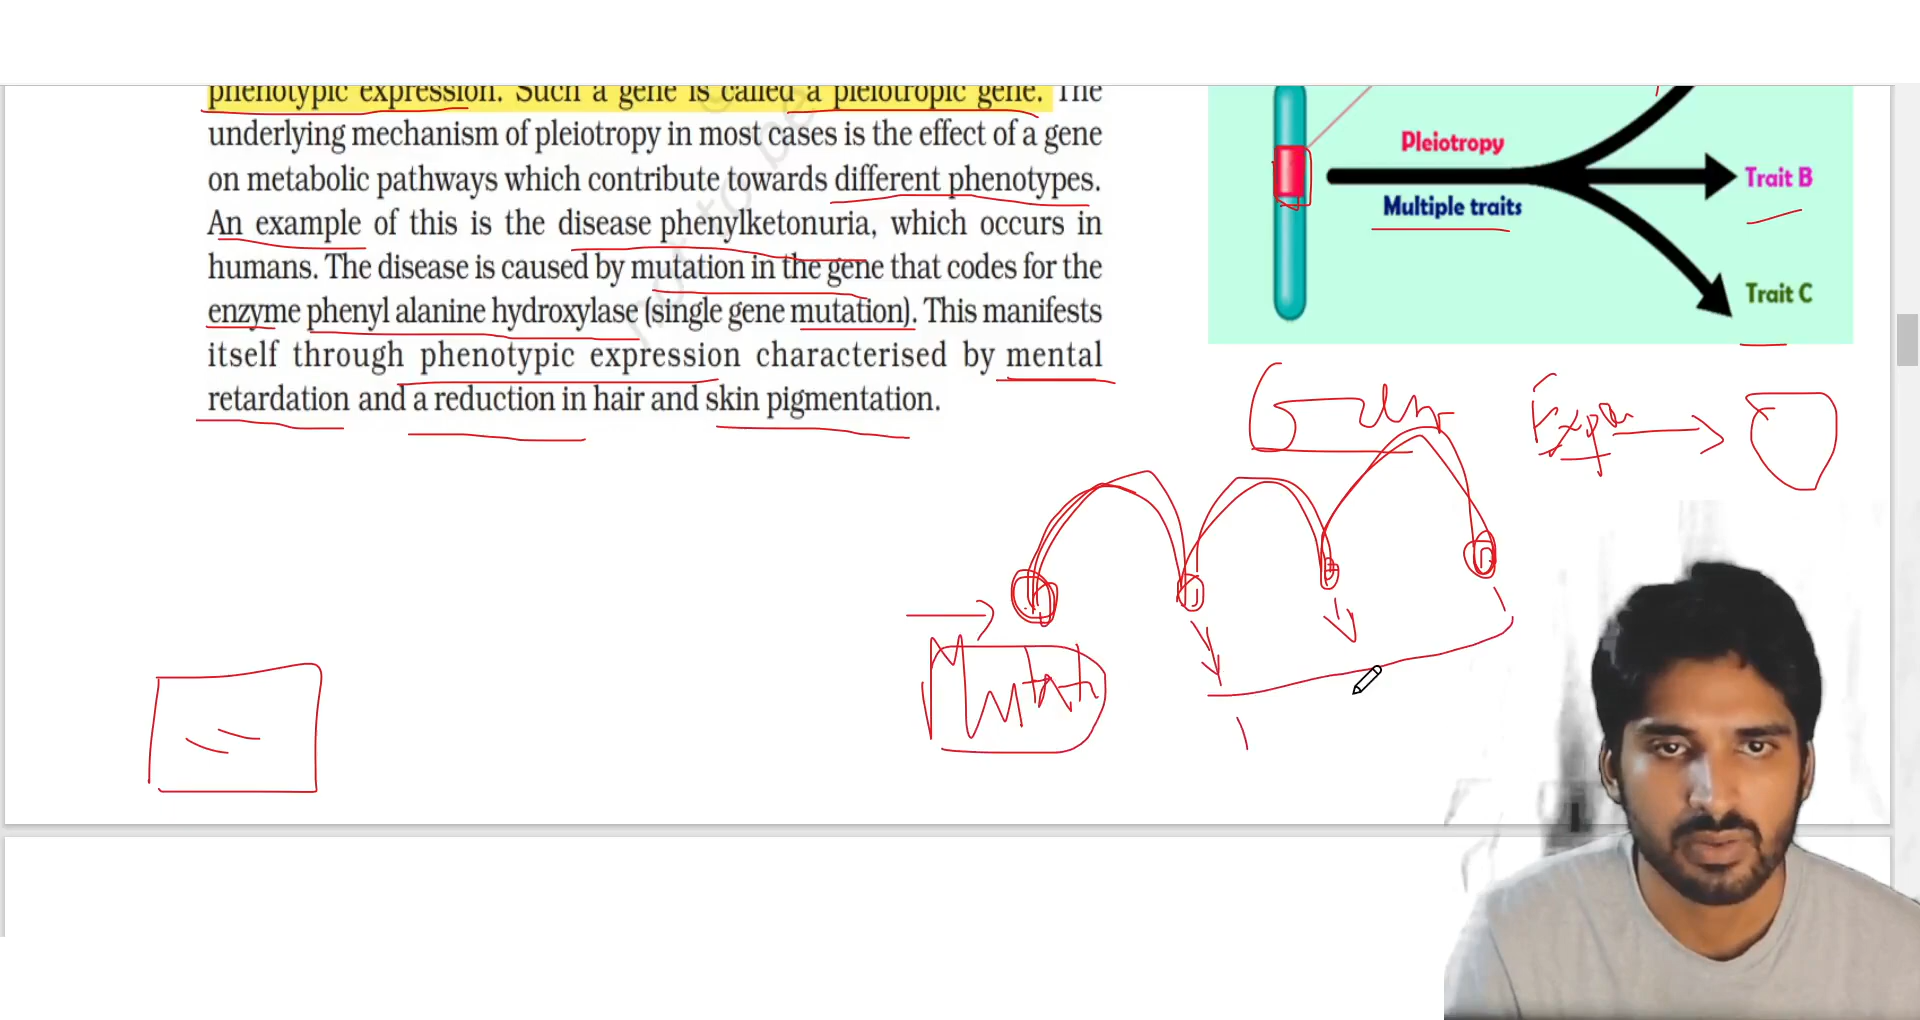 phenotypic expression. Such a gene is called a pleiotropic gene. The
underlying mechanism of pleiotropy in most cases is the effect of a gene
on metabolic pathways which contribute towards different phenotypes.
An example of this is the disease phenylketonuria, which occurs in
humans. The disease is caused by mutation in the gene that codes for the
enzyme phenyl alanine hydroxylase (single gene mutation). This manifests
itself through phenotypic expression characterised by mental
retardation and a reduction in hair and skin pigmentation.
not to be
Pleiotropy
Multiple traits
Trait B
Trait C